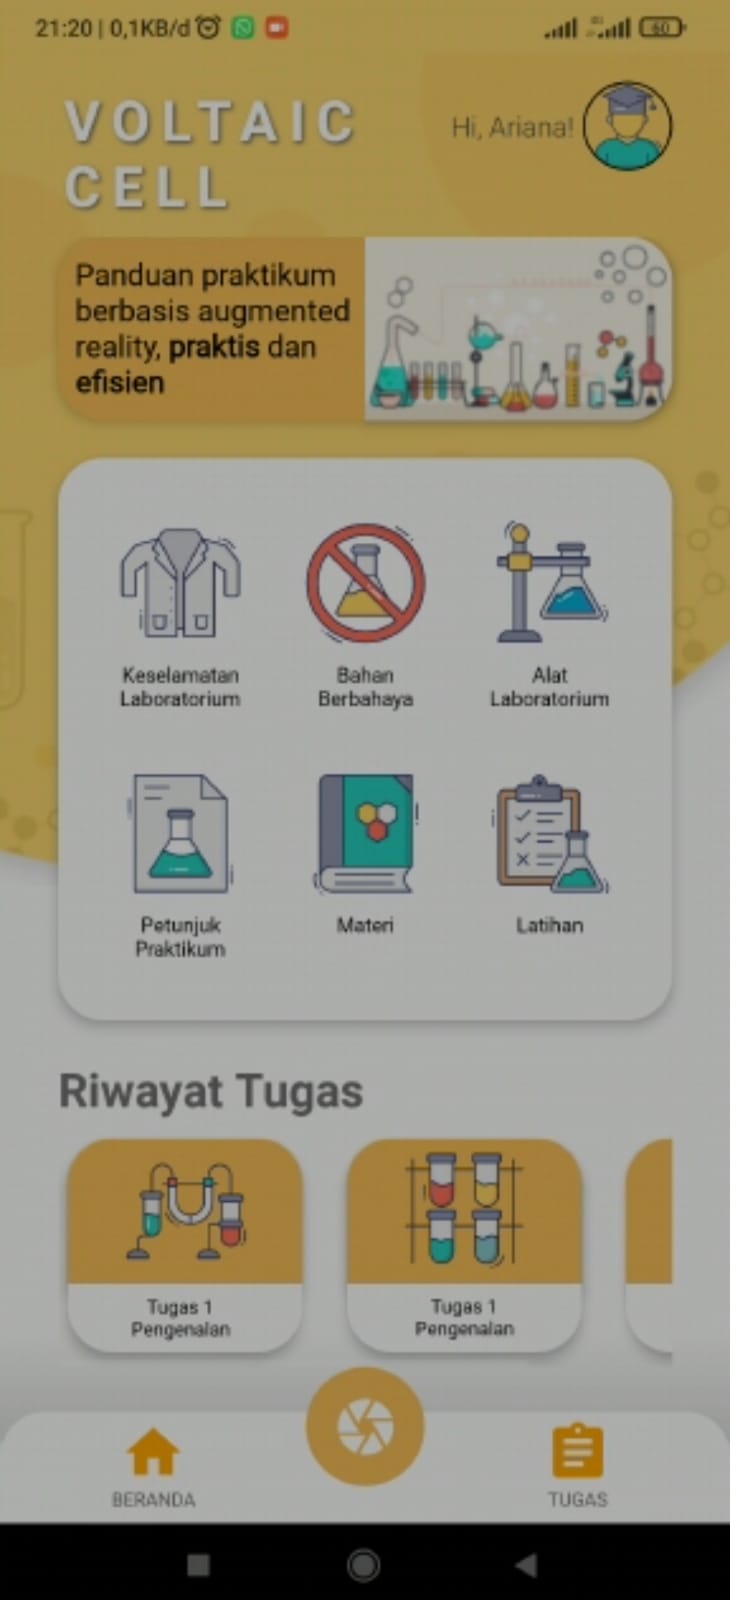 21:20 | 0,1KB/d
60
VOLTAIC
CELL
Hi, Ariana!
Panduan praktikum
berbasis augmented
reality, praktis dan
efisien
Keselamatan
Laboratorium
Bahan
Berbahaya
Alat
Laboratorium
Petunjuk
Praktikum
Materi
Latihan
Riwayat Tugas
Tugas 1
Pengenalan
Tugas 1
Pengenalan
BERANDA
TUGAS